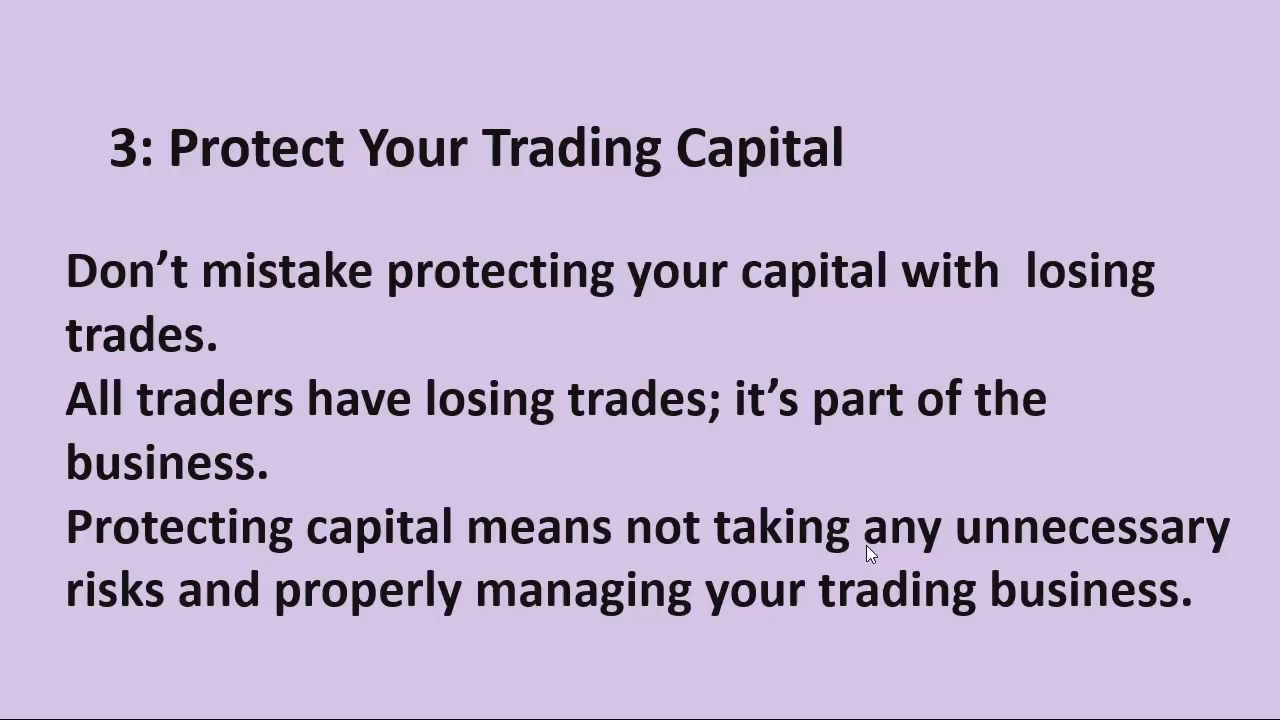 3: Protect Your Trading Capital
Don’t mistake protecting your capital with  losing
trades.
All traders have losing trades; it’s part of the
business.
Protecting capital means not taking any unnecessary
risks and properly managing your trading business.